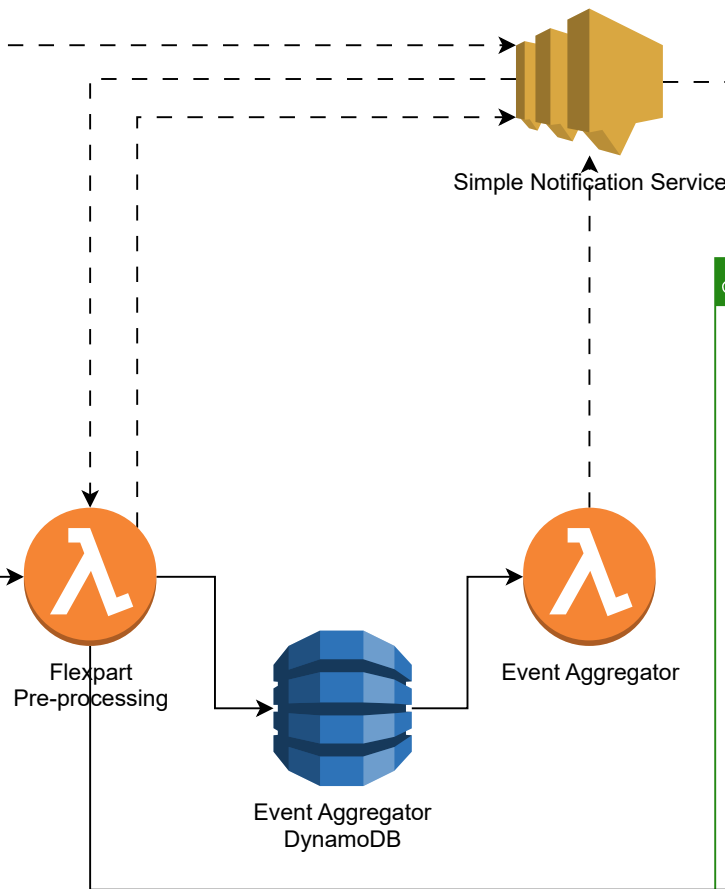 Simple Notification Service
Flexpart
Pre-processing
Event Aggregator
Event Aggregator
DynamoDB